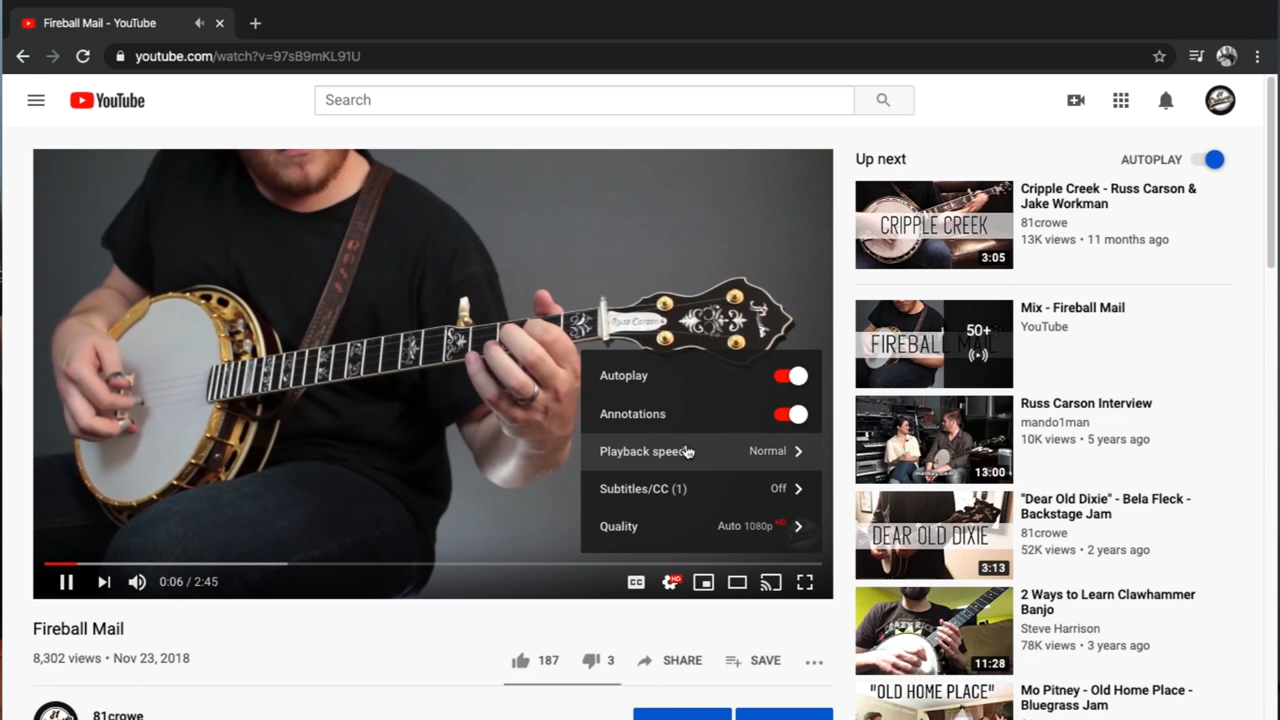 Fireball Mail - YouTube
youtube.com/watch?v=97sB9mKL91U
YouTube
Search
Russ Carson
Autoplay
Annotations
Playback speed
Normal
Subtitles/CC (1)
Off
Quality
Auto 1080p HD
0:06 / 2:45
CC
HD
Fireball Mail
8,302 views • Nov 23, 2018
187
3
SHARE
SAVE
81crowe
Up next
AUTOPLAY
CRIPPLE CREEK
3:05
Cripple Creek - Russ Carson &
Jake Workman
81crowe
13K views • 11 months ago
FIREBALL MAIL
50+
Mix - Fireball Mail
YouTube
13:00
Russ Carson Interview
mando1man
10K views • 5 years ago
DEAR OLD DIXIE
3:13
"Dear Old Dixie" - Bela Fleck -
Backstage Jam
81crowe
52K views • 2 years ago
11:28
2 Ways to Learn Clawhammer
Banjo
Steve Harrison
78K views • 3 years ago
"OLD HOME PLACE"
Mo Pitney - Old Home Place -
Bluegrass Jam